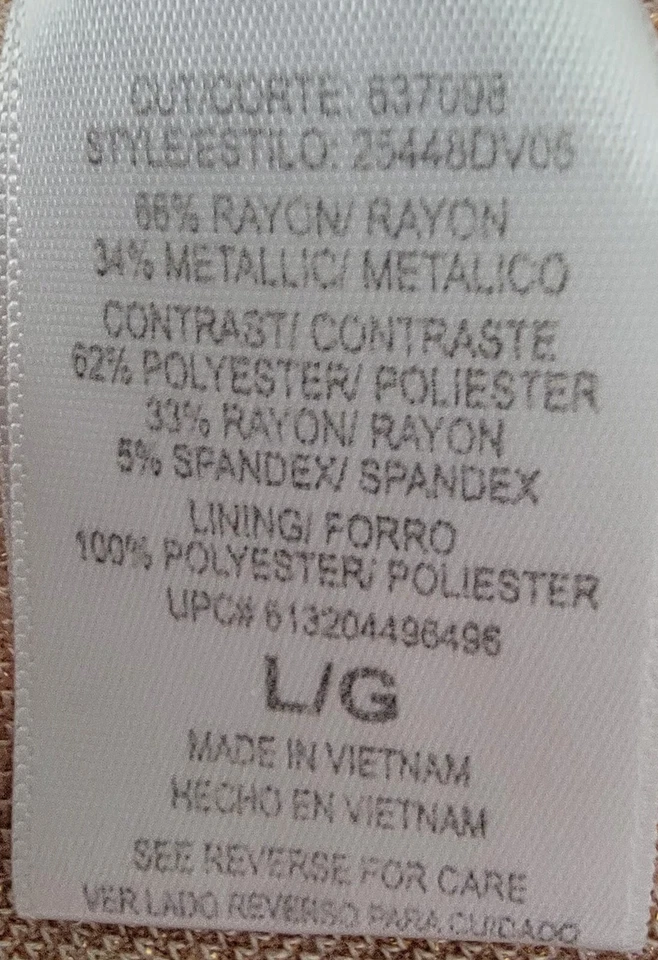 CUT/CORTE: 637098
STYLE/ESTILO: 25448DV06
66% RAYON/ RAYON
34% METALLIC/ METALICO
CONTRAST/ CONTRASTE
62% POLYESTER/ POLIESTER
33% RAYON/ RAYON
5% SPANDEX/ SPANDEX
LINING/ FORRO
100% POLYESTER/ POLIESTER
UPC# 613204496496
L/G
MADE IN VIETNAM
HECHO EN VIETNAM
SEE REVERSE FOR CARE
VER LADO REVERSO PARA CUIDADO